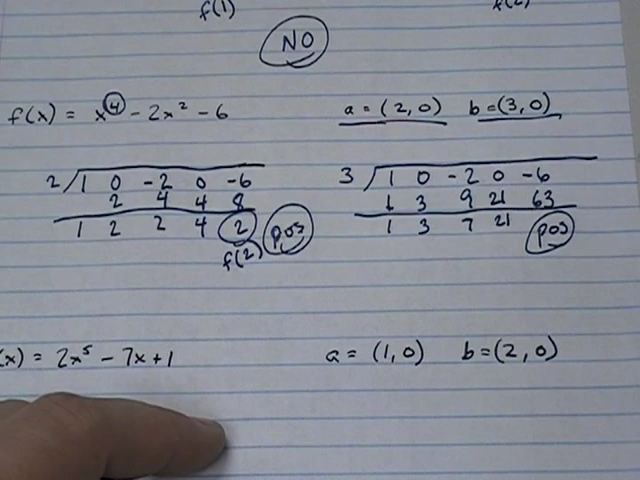 f(1) f(2)
NO
f(x) = x⁴ - 2x² - 6 a = (2,0) b = (3,0)
2 1 0 -2 0 -6 3 1 0 -2 0 -6
2 4 4 8 1 3 9 21 63
1 2 2 4 2 pos 1 3 7 21 pos
f(2)
(x) = 2x⁵ - 7x + 1 a = (1,0) b = (2,0)